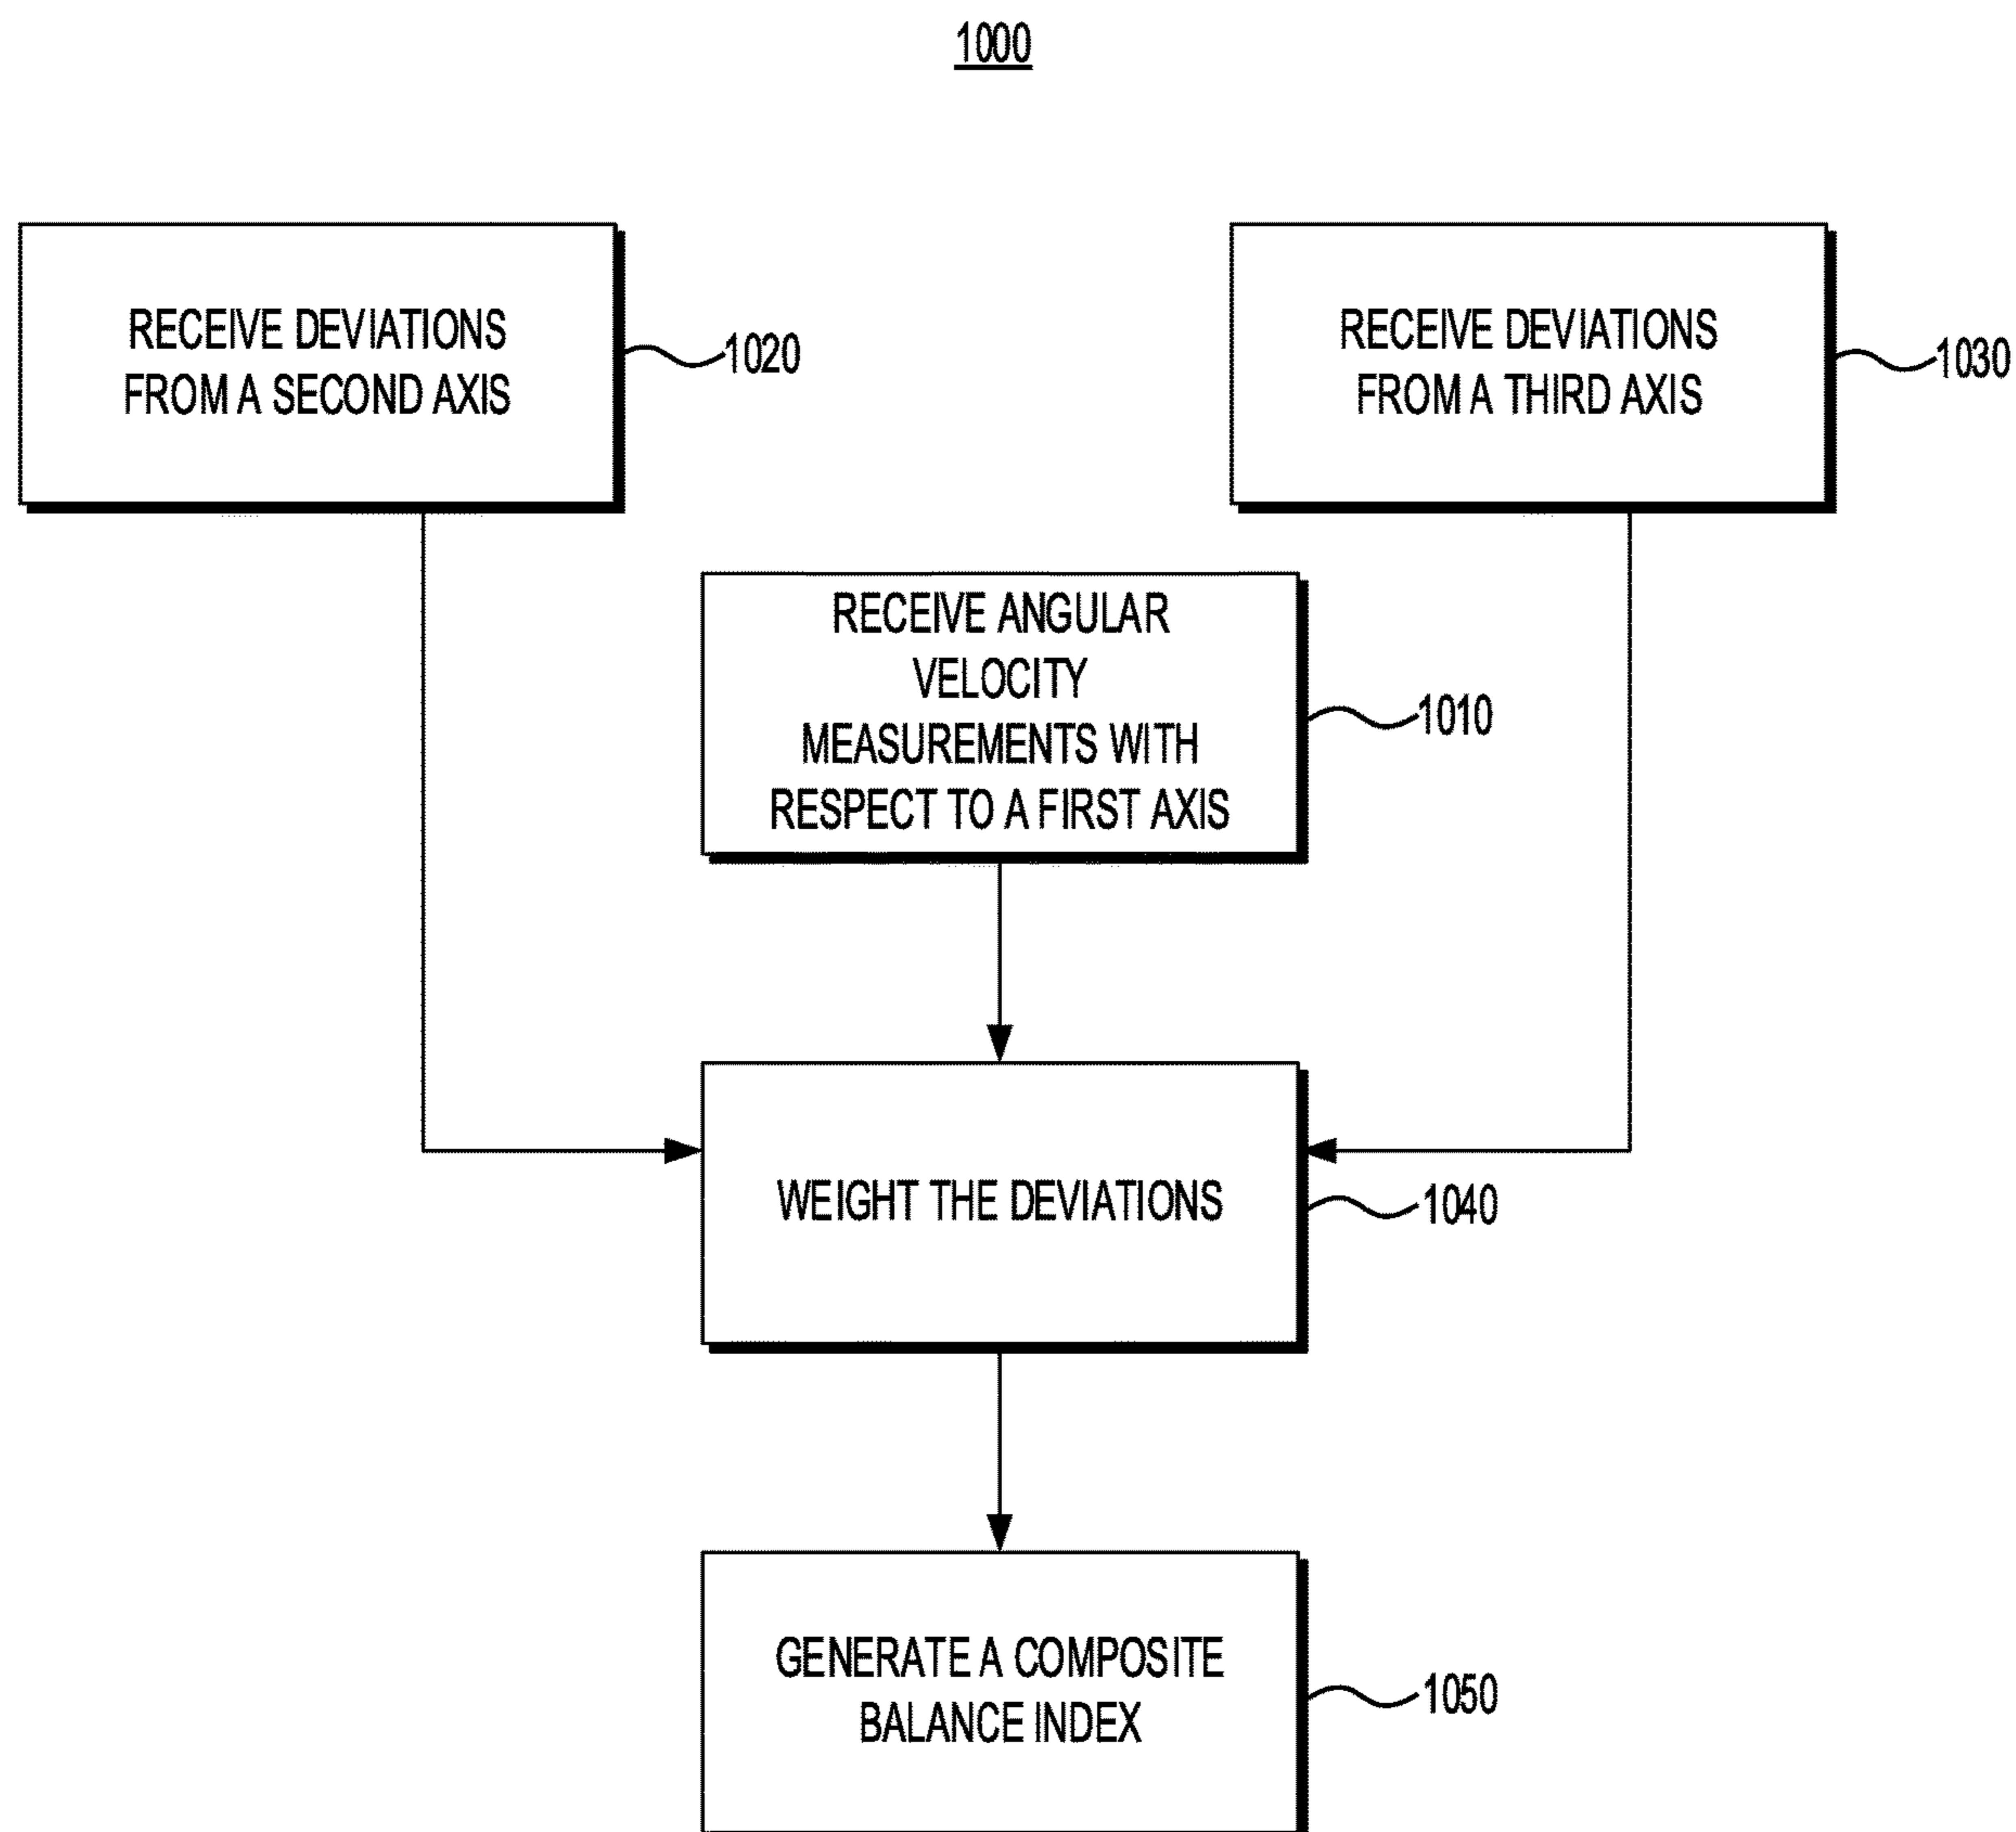 1000
RECEIVE DEVIATIONS
FROM A SECOND AXIS
1020
RECEIVE DEVIATIONS
FROM A THIRD AXIS
1030
RECEIVE ANGULAR
VELOCITY
MEASUREMENTS WITH
RESPECT TO A FIRST AXIS
1010
WEIGHT THE DEVIATIONS
1040
GENERATE A COMPOSITE
BALANCE INDEX
1050